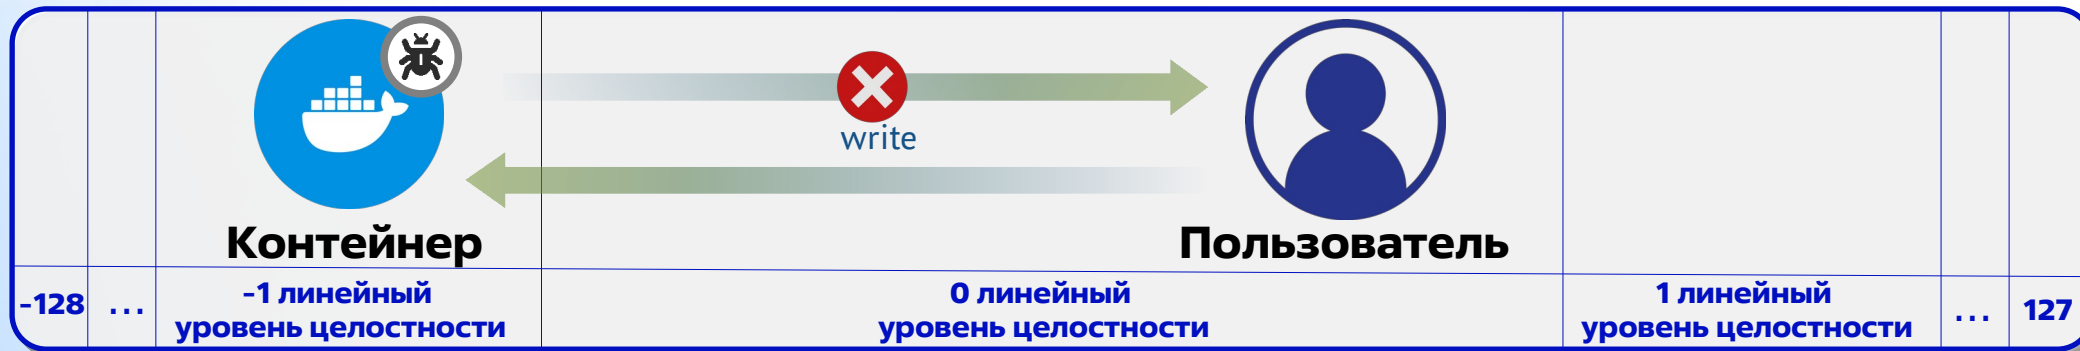 write
Контейнер
Пользователь
-128
...
-1 линейный
уровень целостности
0 линейный
уровень целостности
1 линейный
уровень целостности
...
127